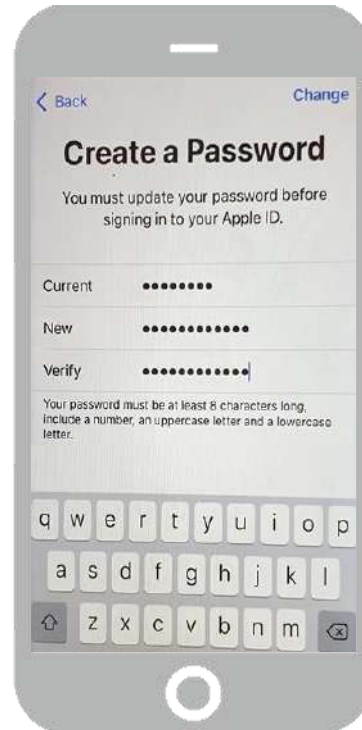 Back
Change
Create a Password
You must update your password before
signing in to your Apple ID.
Current ••••••••
New ••••••••••••
Verify ••••••••••••
Your password must be at least 8 characters long,
include a number, an uppercase letter and a lowercase
letter.
q w e r t y u i o p
a s d f g h j k l
z x c v b n m